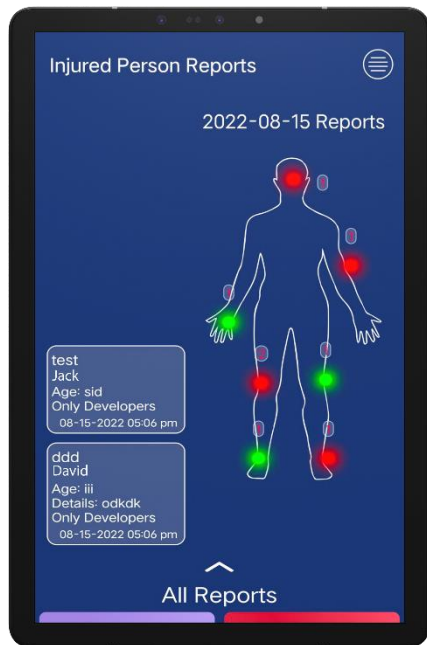 Injured Person Reports
2022-08-15 Reports
test
Jack
Age: sid
Only Developers
08-15-2022 05:06 pm
ddd
David
Age: iii
Details: odkdk
Only Developers
08-15-2022 05:06 pm
All Reports